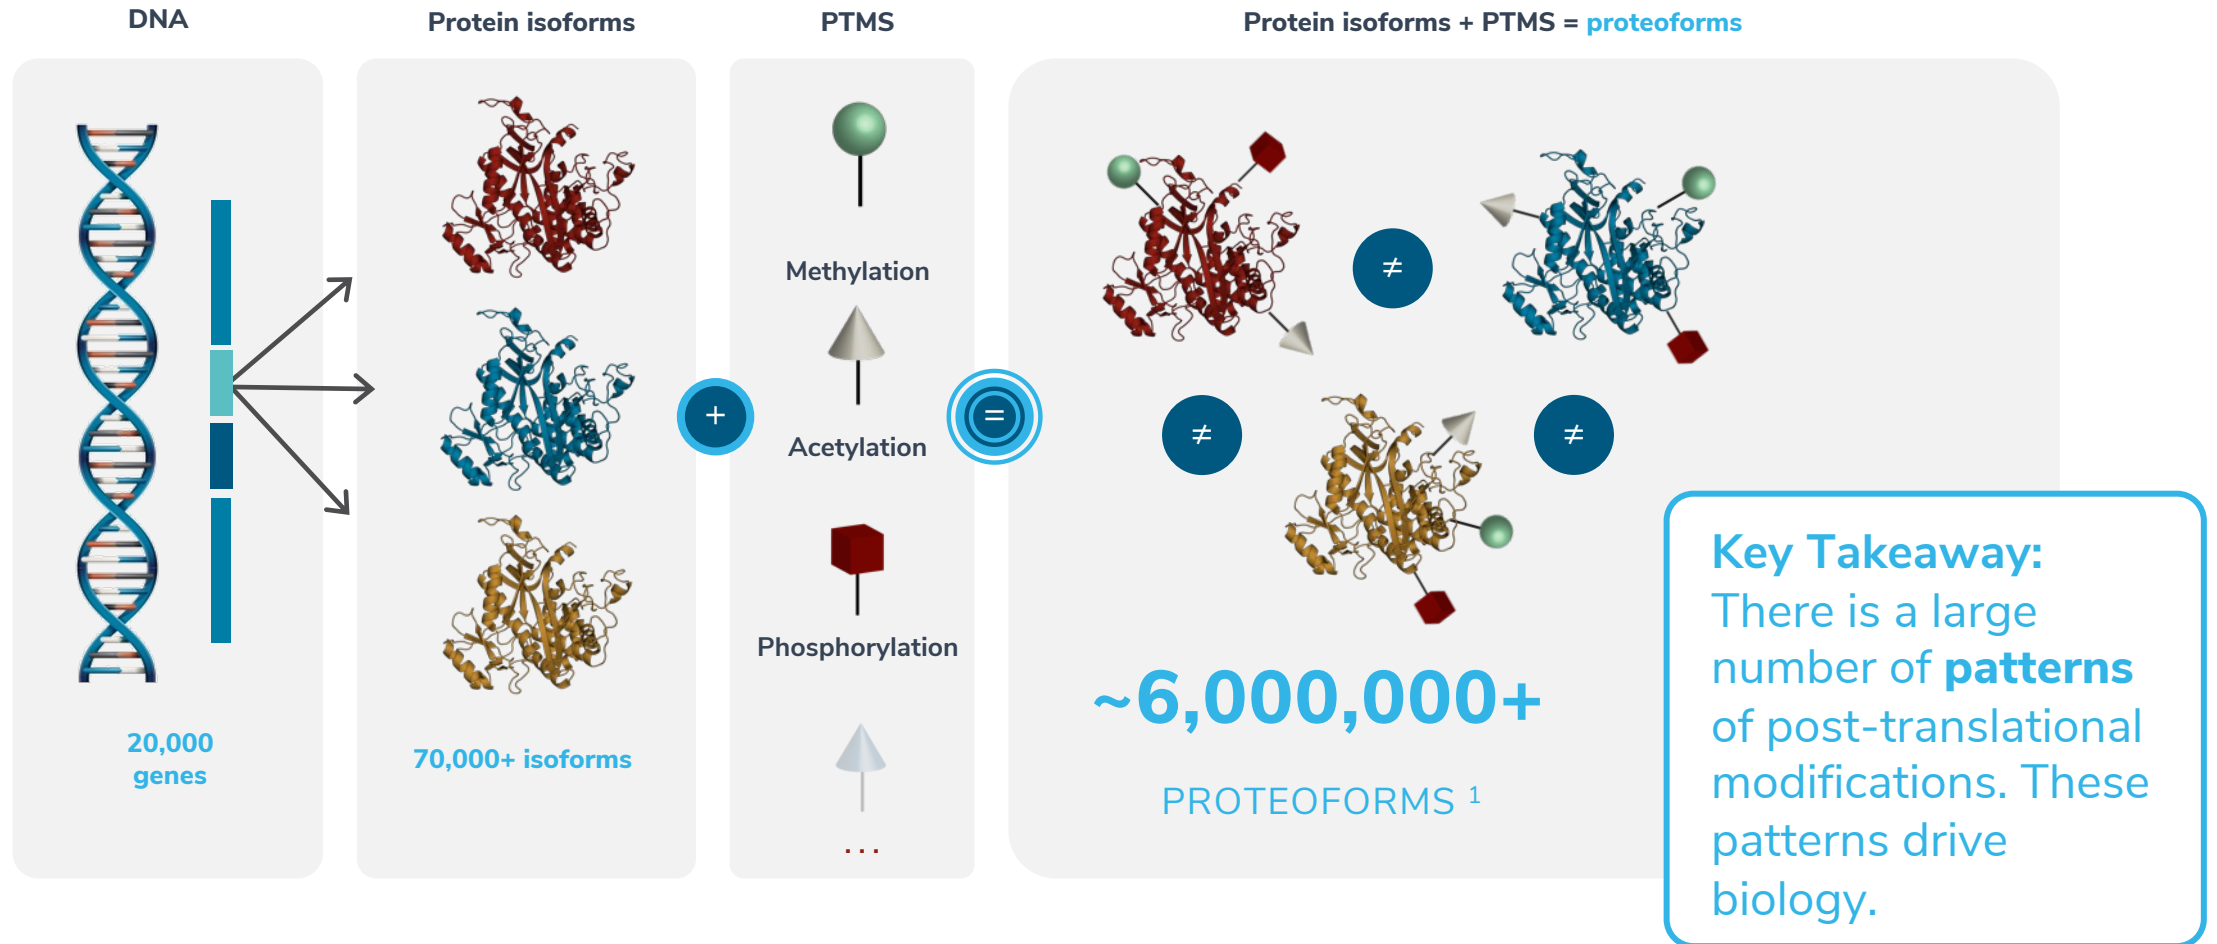 DNA
Protein isoforms
PTMS
Protein isoforms + PTMS = proteoforms
20,000
genes
70,000+ isoforms
+
Methylation
Acetylation
Phosphorylation
...
=
≠
≠
≠
~6,000,000+
PROTEOFORMS ¹
Key Takeaway:
There is a large
number of patterns
of post-translational
modifications. These
patterns drive
biology.